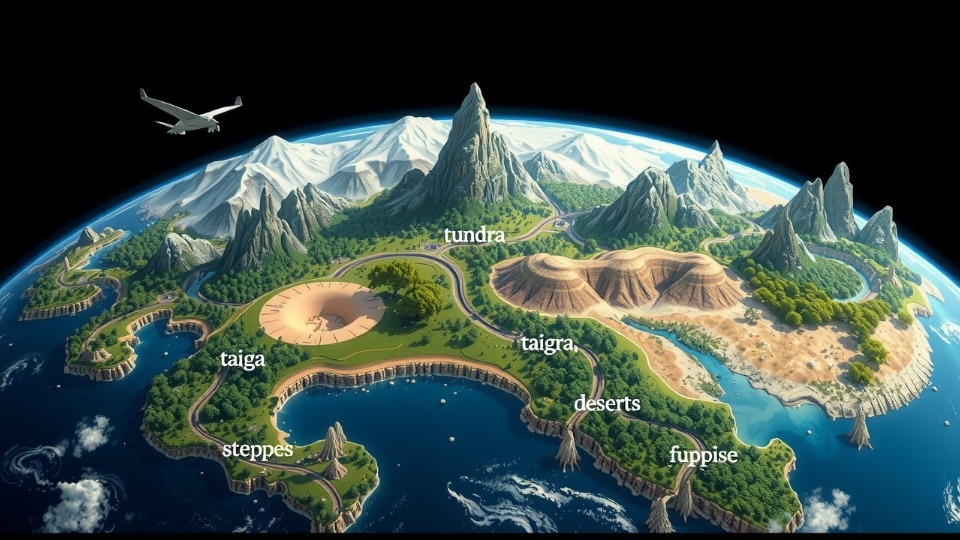 tundra
taigra,
taiga
deserts
steppes
fuppise